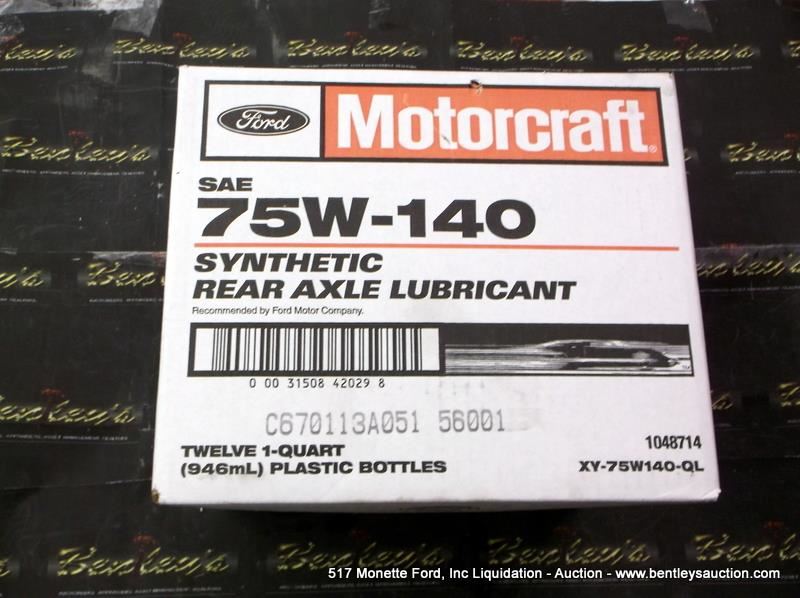 Ford Motorcraft®
SAE
75W-140
SYNTHETIC
REAR AXLE LUBRICANT
Recommended by Ford Motor Company.
0 00 31508 42029 8
C670113A051 56001
TWELVE 1-QUART
(946mL) PLASTIC BOTTLES
1048714
XY-75W140-QL
Bentley's
517 Monette Ford, Inc Liquidation - Auction - www.bentleysauction.com